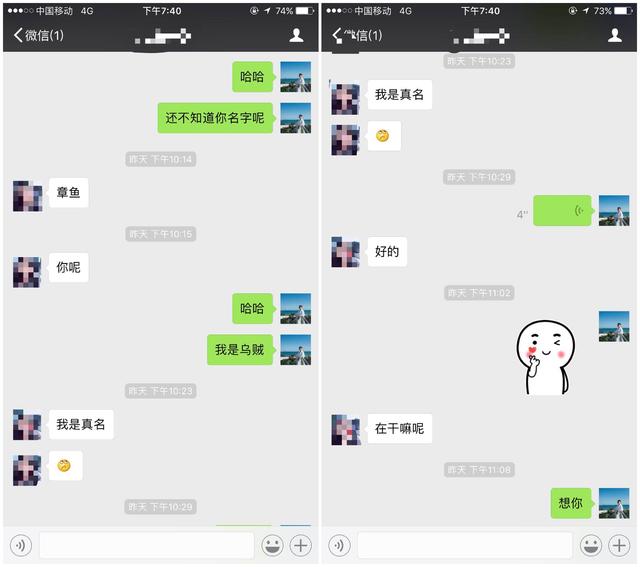 中国移动 4G
下午7:40
74%
微信(1)
哈哈
还不知道你名字呢
昨天 下午10:14
章鱼
昨天 下午10:15
你呢
哈哈
我是乌贼
昨天 下午10:23
我是真名
昨天 下午10:29
中国移动 4G
下午7:40
73%
微信(1)
昨天 下午10:23
我是真名
昨天 下午10:29
4"
好的
昨天 下午11:02
在干嘛呢
昨天 下午11:08
想你